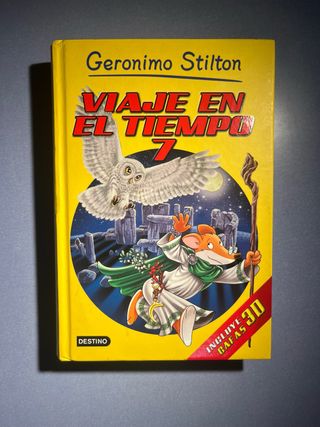 Geronimo Stilton
VIAJE EN
EL TIEMPO
7
INCLUYE
GAFAS 3D
DESTINO